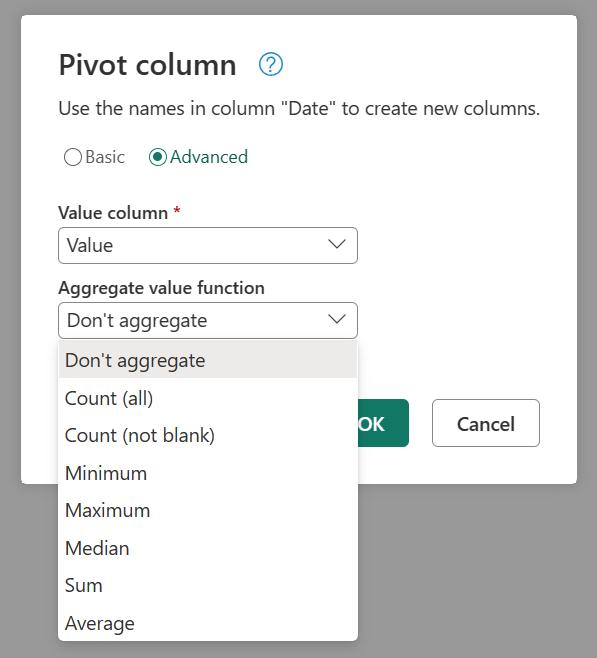 Pivot column ?
Use the names in column "Date" to create new columns.
Basic Advanced
Value column *
Value
Aggregate value function
Don't aggregate
Don't aggregate
Count (all)
OK Cancel
Count (not blank)
Minimum
Maximum
Median
Sum
Average